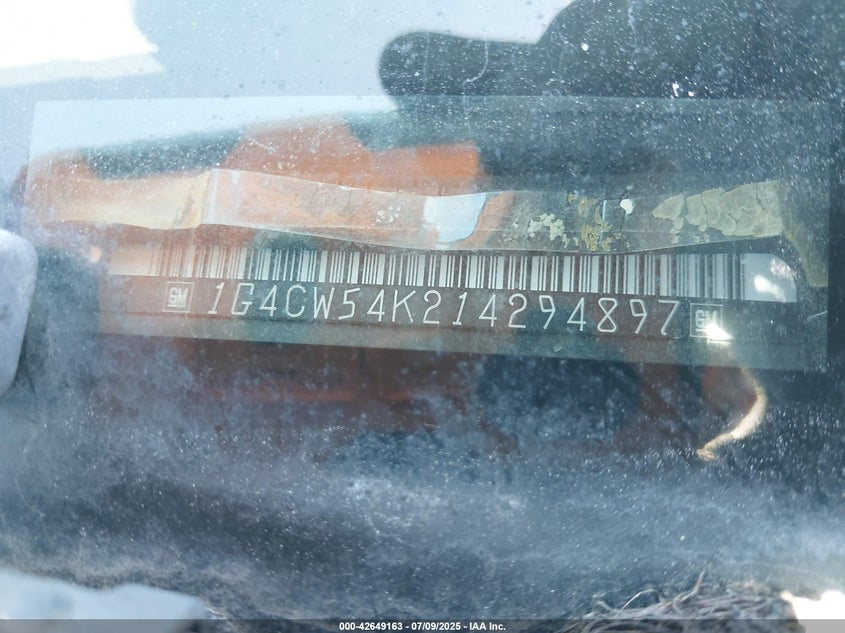 GM 1G4CW54K214294897 GM
000-42649163 - 07/09/2025 - IAA Inc.